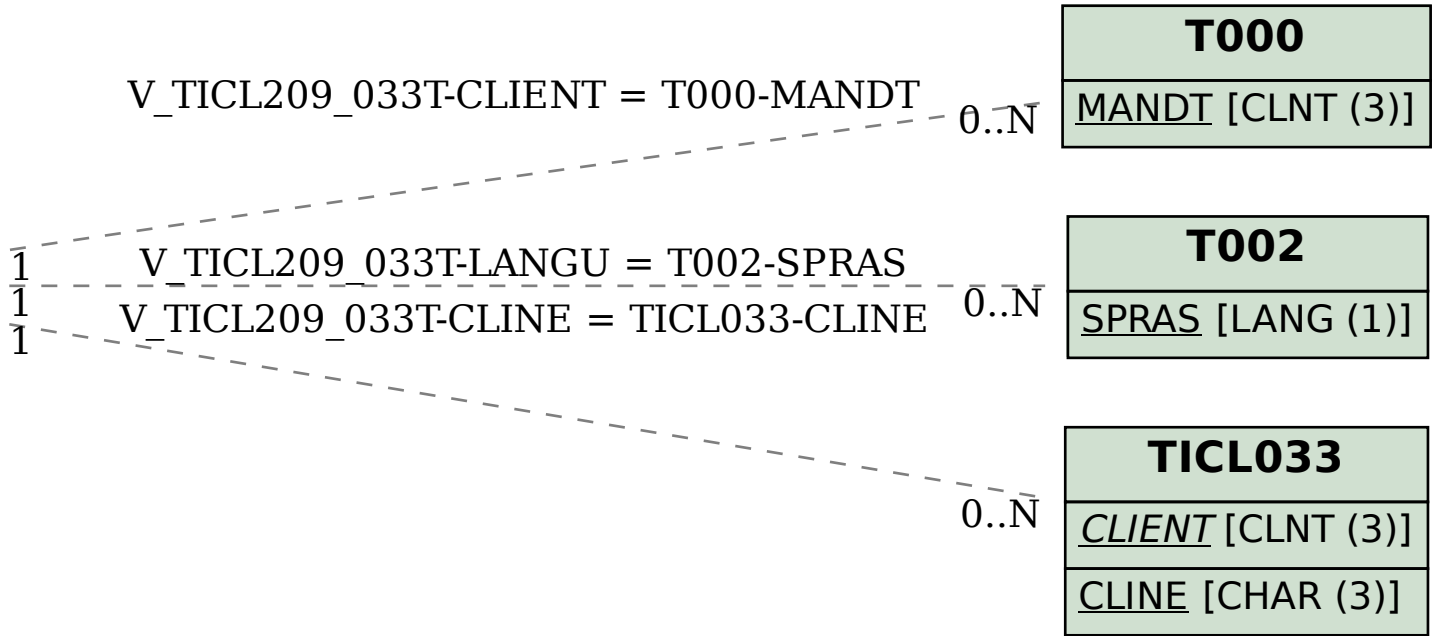 T000
V_TICL209_033T-CLIENT = T000-MANDT
0..N
MANDT [CLNT (3)]
T002
1
V_TICL209_033T-LANGU = T002-SPRAS
1
V_TICL209_033T-CLINE = TICL033-CLINE
0..N
SPRAS [LANG (1)]
1
TICL033
0..N
CLIENT [CLNT (3)]
CLINE [CHAR (3)]